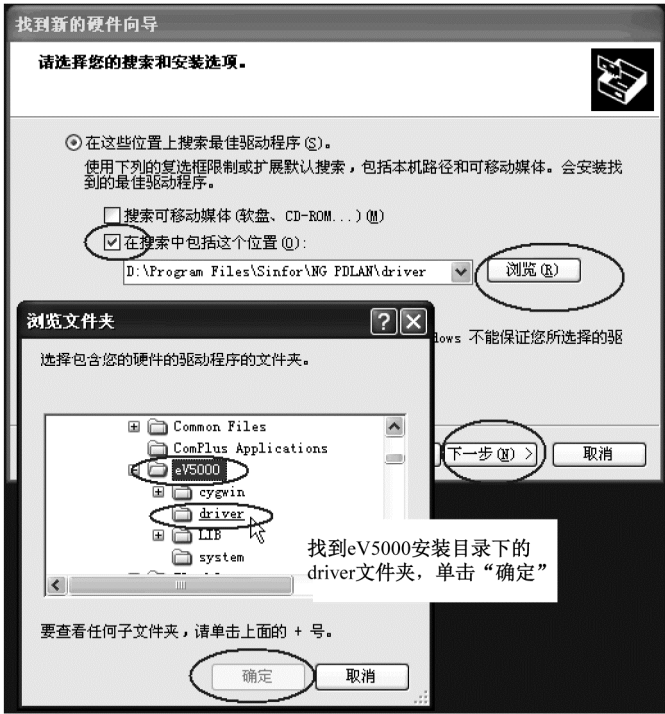 找到新的硬件向导
请选择您的搜索和安装选项。
在这些位置上搜索最佳驱动程序(S)。
使用下列的复选框限制或扩展默认搜索，包括本机路径和可移动媒体。会安装找
到的最佳驱动程序。
搜索可移动媒体(软盘、CD-ROM...)(M)
在搜索中包括这个位置(O):
D:\Program Files\Sinfor\NG PDLAN\driver
浏览(R)
dows 不能保证您所选择的驱
下一步(N) >
取消
浏览文件夹
选择包含您的硬件的驱动程序的文件夹。
Common Files
ComPlus Applications
eV5000
cygwin
driver
LIB
system
找到eV5000安装目录下的
driver文件夹，单击“确定”
要查看任何子文件夹，请单击上面的 + 号。
确定
取消